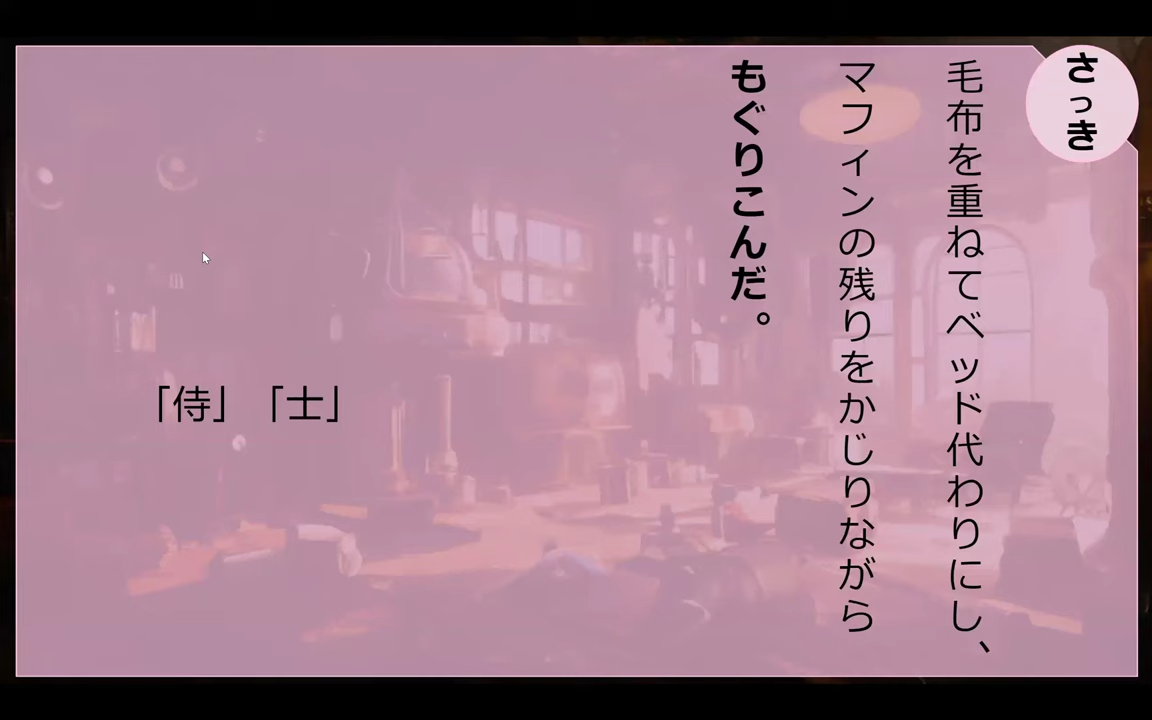 さっき
毛布を重ねてベッド代わりにし、
マフィンの残りをかじりながら
もぐりこんだ。
「侍」「士」